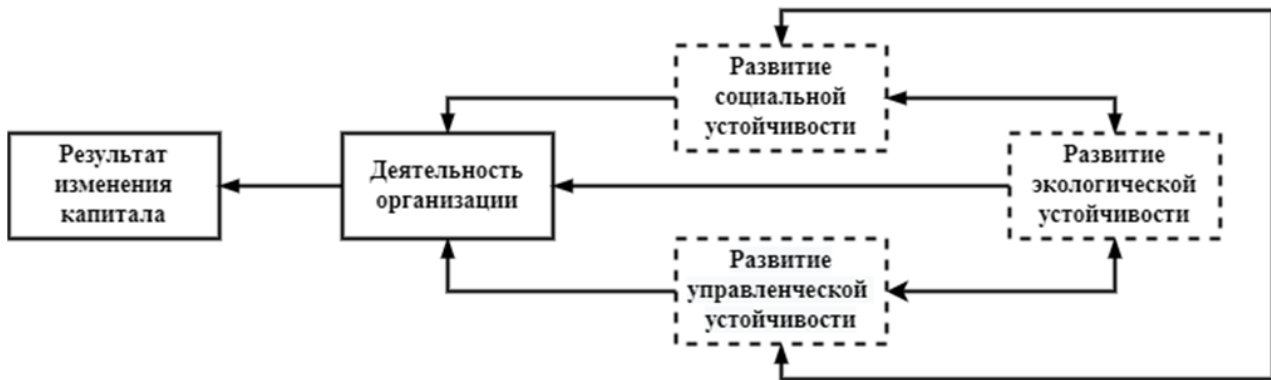 Развитие
социальной
устойчивости
Результат
изменения
капитала
Деятельность
организации
Развитие
экологической
устойчивости
Развитие
управленческой
устойчивости